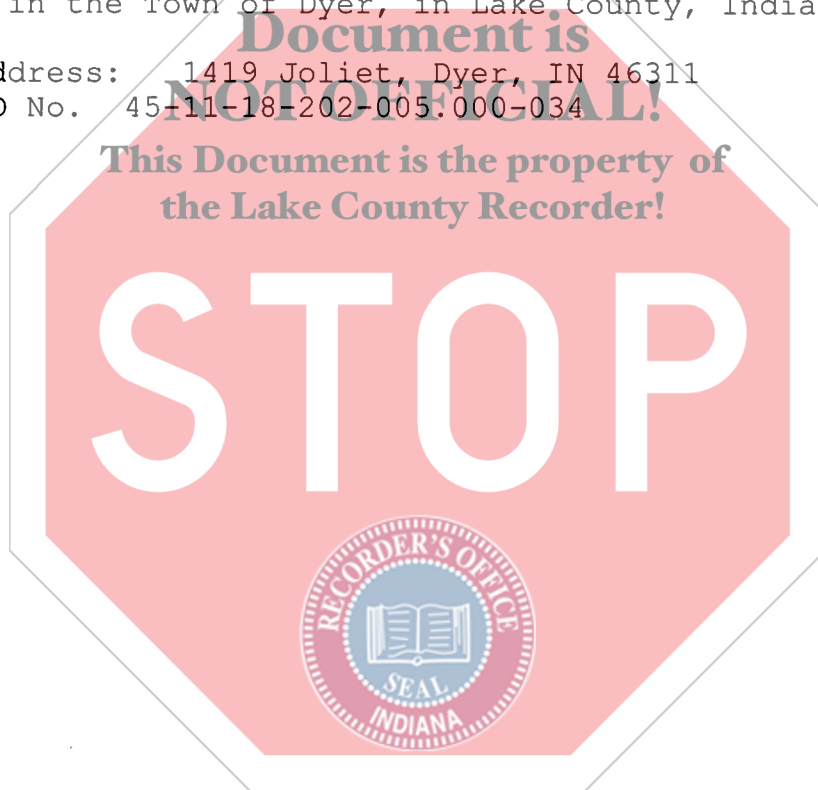 in the Town of Dyer, in Lake County, India
Document is
ddress: 1419 Joliet, Dyer, IN 46311
NOT OFFICIAL!
No. 45-11-18-202-005.000-034
This Document is the property of
the Lake County Recorder!
STOP
RECORDER'S OFFICE
SEAL
INDIANA